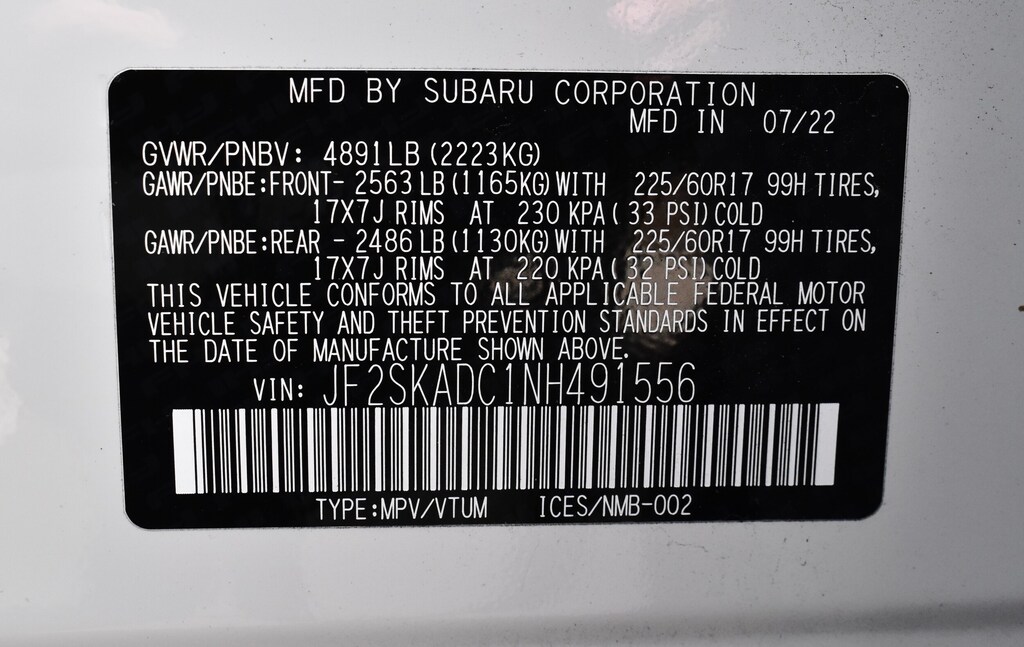 MFD BY SUBARU CORPORATION
MFD IN 07/22
GVWR/PNBV: 4891LB (2223KG)
GAWR/PNBE:FRONT- 2563 LB (1165KG) WITH 225/60R17 99H TIRES,
17X7J RIMS AT 230 KPA ( 33 PSI) COLD
GAWR/PNBE:REAR - 2486 LB (1130KG) WITH 225/60R17 99H TIRES,
17X7J RIMS AT 220 KPA ( 32 PSI) COLD
THIS VEHICLE CONFORMS TO ALL APPLICABLE FEDERAL MOTOR
VEHICLE SAFETY AND THEFT PREVENTION STANDARDS IN EFFECT ON
THE DATE OF MANUFACTURE SHOWN ABOVE.
VIN: JF2SKADC1NH491556
TYPE:MPV/VTUM ICES/NMB-002